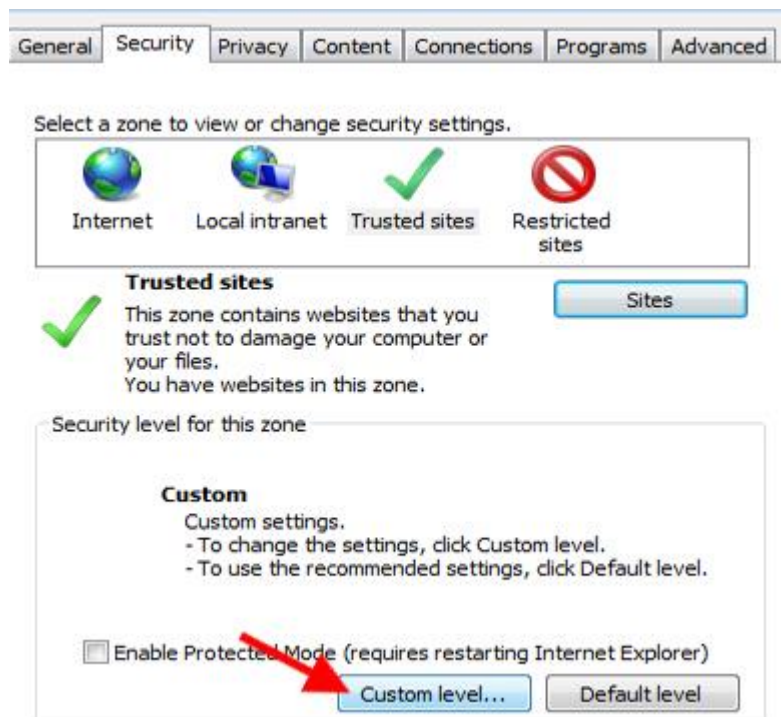 General Security Privacy Content Connections Programs Advanced
Select a zone to view or change security settings.
Internet Local intranet Trusted sites Restricted sites
Trusted sites
Sites
This zone contains websites that you
trust not to damage your computer or
your files.
You have websites in this zone.
Security level for this zone
Custom
Custom settings.
- To change the settings, click Custom level.
- To use the recommended settings, click Default level.
Enable Protected Mode (requires restarting Internet Explorer)
Custom level... Default level